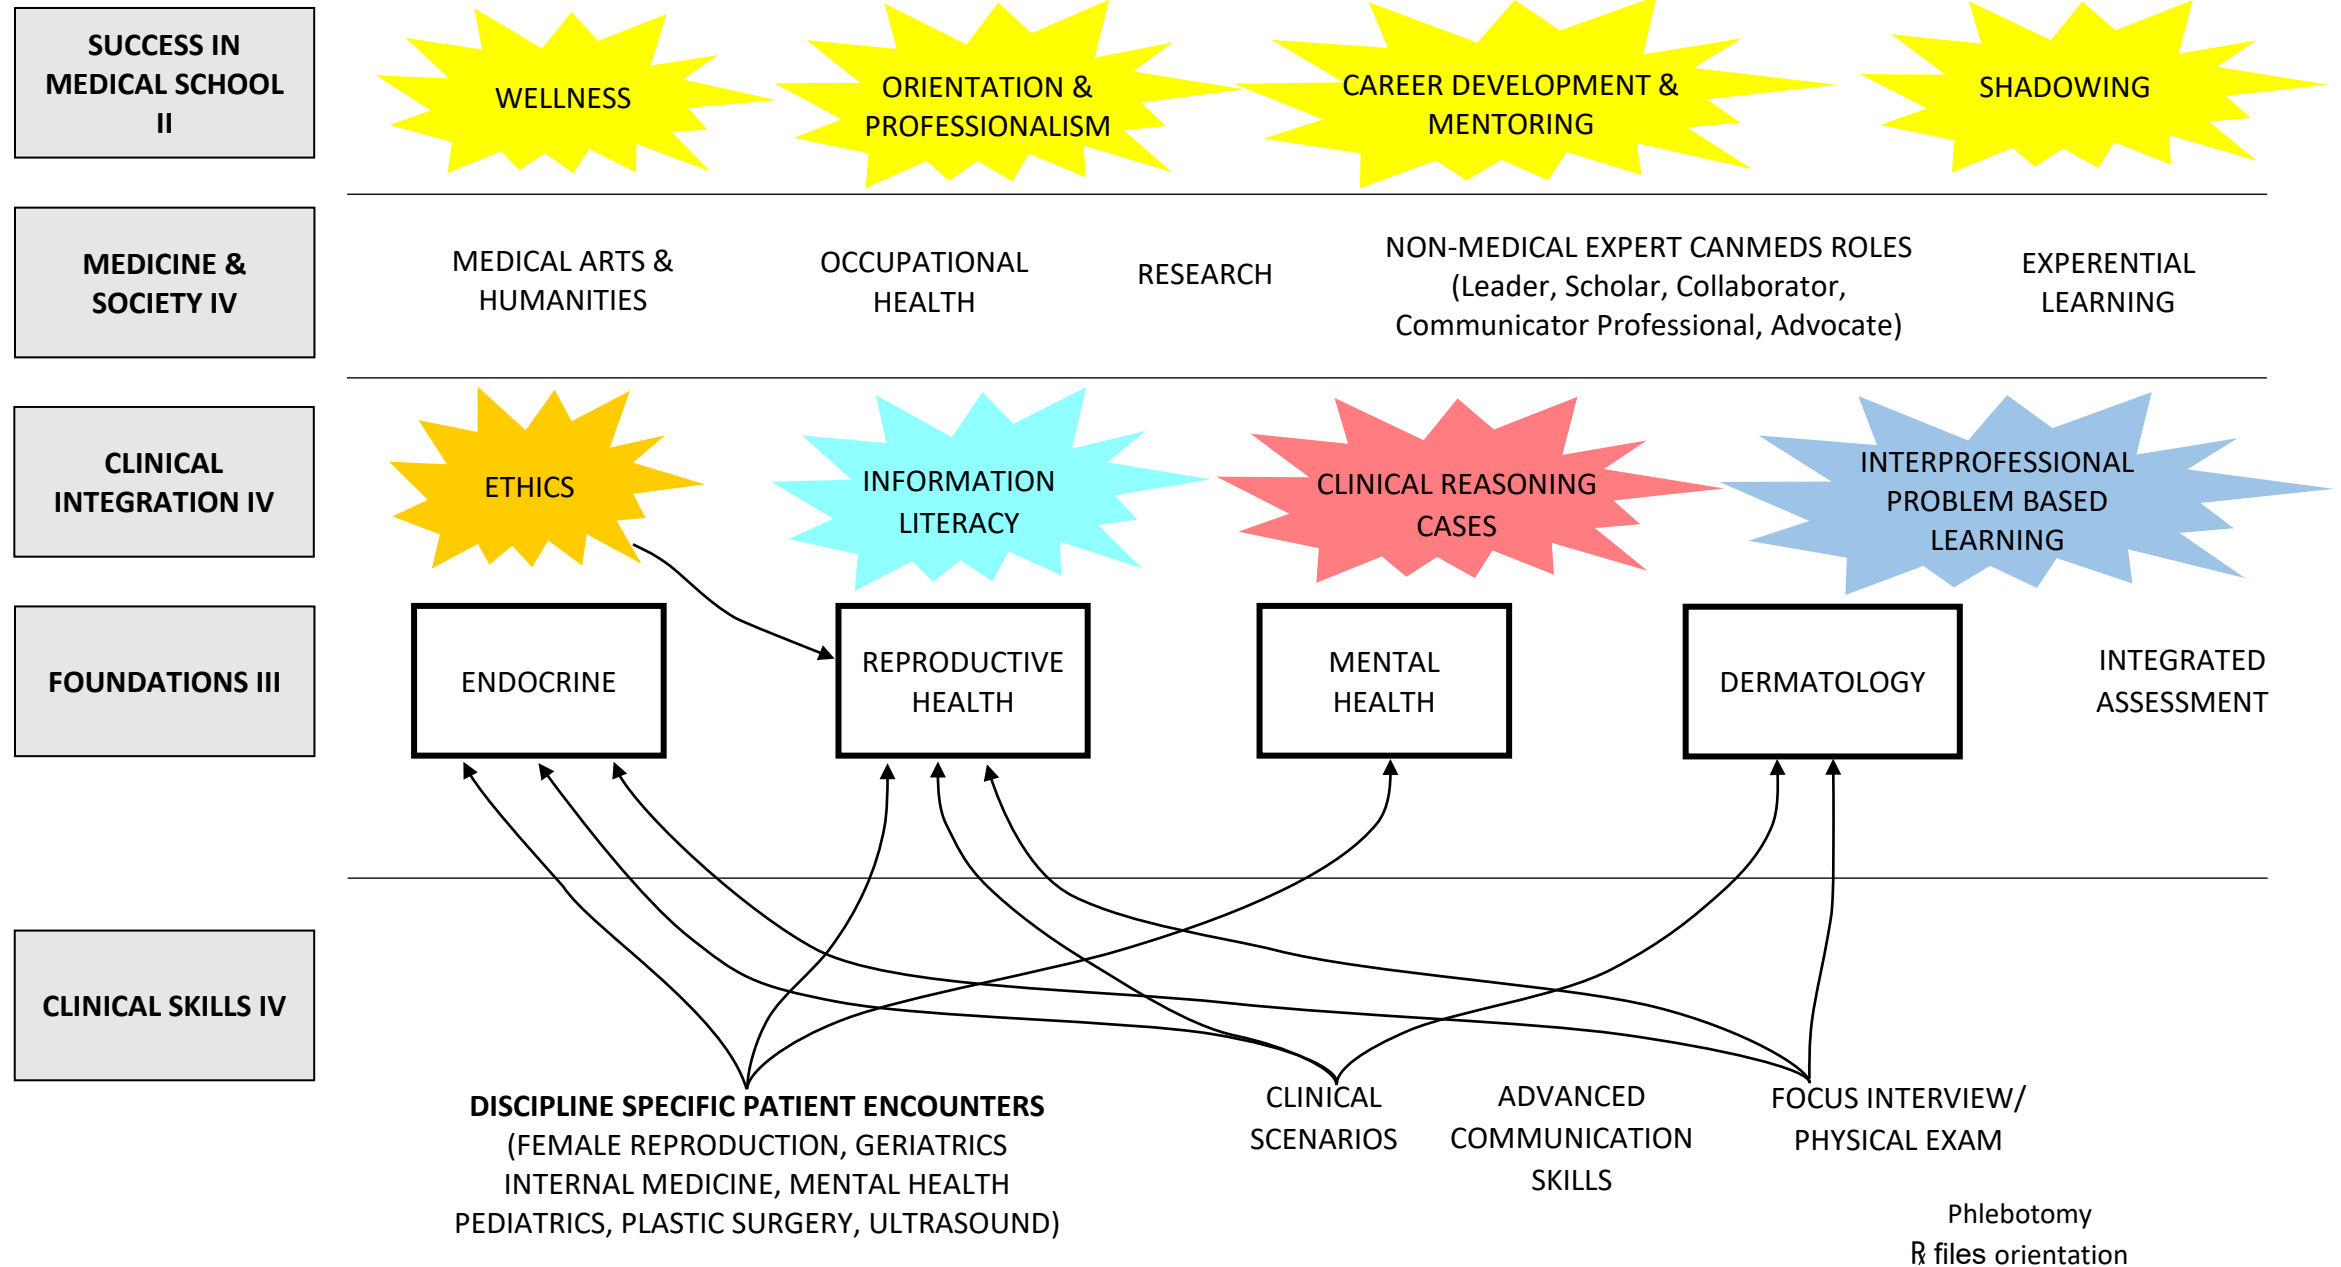 SUCCESS IN
MEDICAL SCHOOL
II
WELLNESS
ORIENTATION &
PROFESSIONALISM
CAREER DEVELOPMENT &
MENTORING
SHADOWING
MEDICINE &
SOCIETY IV
MEDICAL ARTS &
HUMANITIES
OCCUPATIONAL
HEALTH
RESEARCH
NON-MEDICAL EXPERT CANMEDS ROLES
(Leader, Scholar, Collaborator,
Communicator Professional, Advocate)
EXPERENTIAL
LEARNING
CLINICAL
INTEGRATION IV
ETHICS
INFORMATION
LITERACY
CLINICAL REASONING
CASES
INTERPROFESSIONAL
PROBLEM BASED
LEARNING
FOUNDATIONS III
ENDOCRINE
REPRODUCTIVE
HEALTH
MENTAL
HEALTH
DERMATOLOGY
INTEGRATED
ASSESSMENT
CLINICAL SKILLS IV
DISCIPLINE SPECIFIC PATIENT ENCOUNTERS
(FEMALE REPRODUCTION, GERIATRICS
INTERNAL MEDICINE, MENTAL HEALTH
PEDIATRICS, PLASTIC SURGERY, ULTRASOUND)
CLINICAL
SCENARIOS
ADVANCED
COMMUNICATION
SKILLS
FOCUS INTERVIEW/
PHYSICAL EXAM
Phlebotomy
℞ files orientation